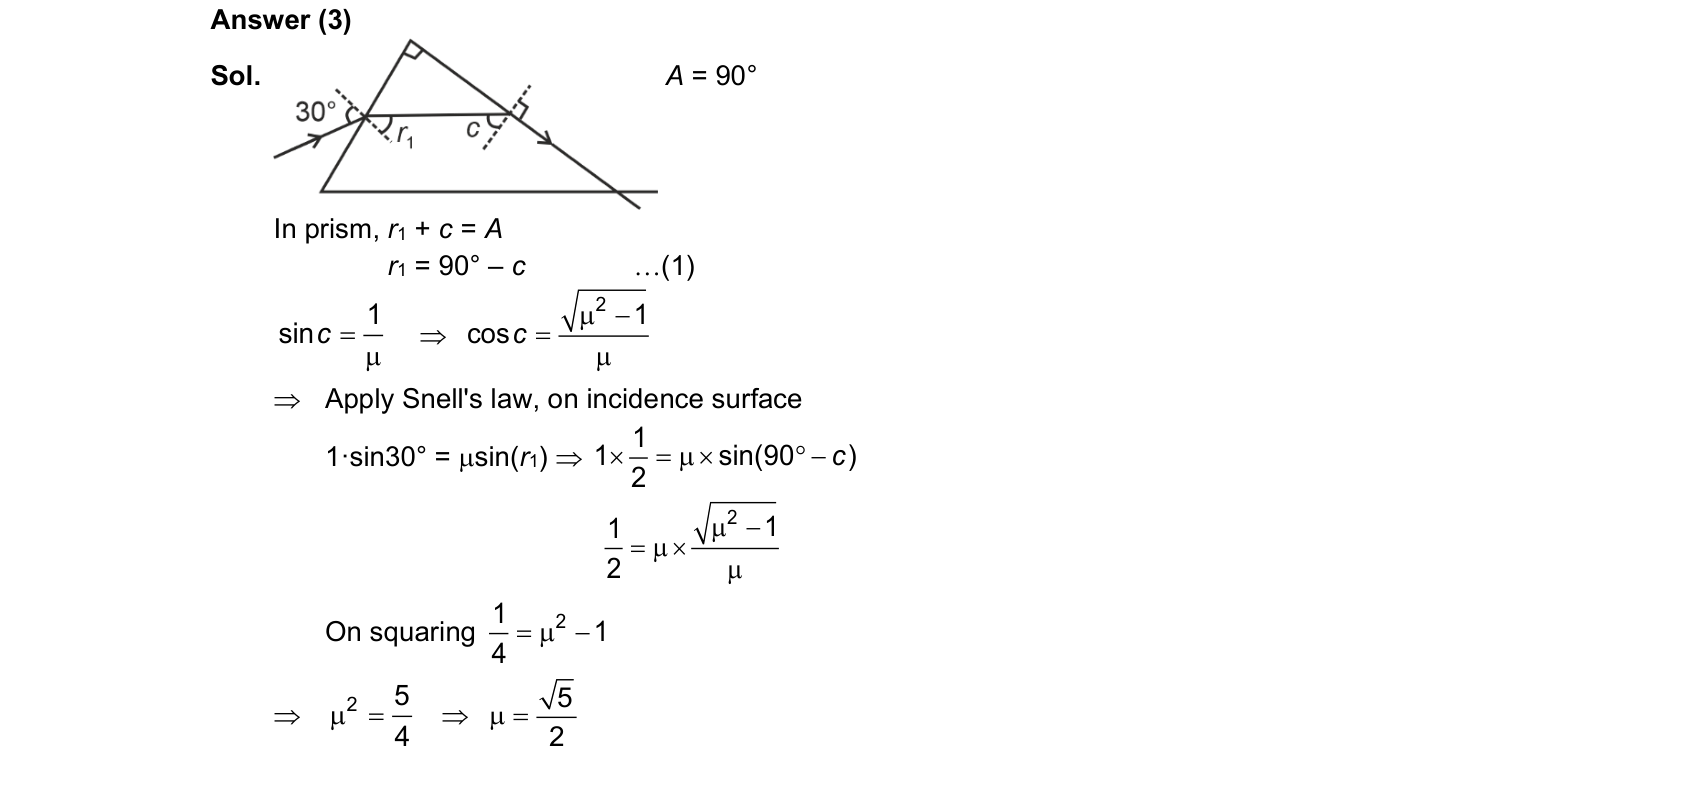 Answer (3)
Sol.
A = 90°
30°
r₁
c
In prism, r₁ + c = A
r₁ = 90° – c …(1)
sin c = 1/μ ⇒ cos c = √(μ² − 1)/μ
⇒ Apply Snell's law, on incidence surface
1·sin30° = μsin(r₁) ⇒ 1× 1/2 = μ × sin(90° – c)
1/2 = μ × √(μ² − 1)/μ
On squaring 1/4 = μ² − 1
⇒ μ² = 5/4 ⇒ μ = √5/2